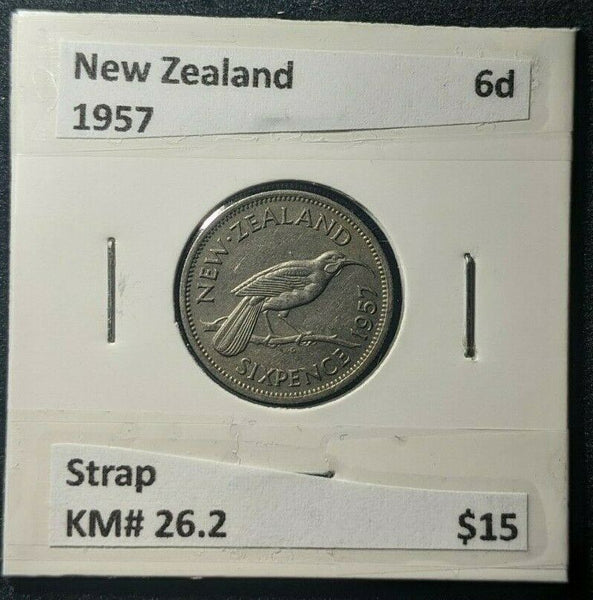 New Zealand 6d
1957
NEW·ZEALAND
1957
SIXPENCE
Strap
KM# 26.2 $15